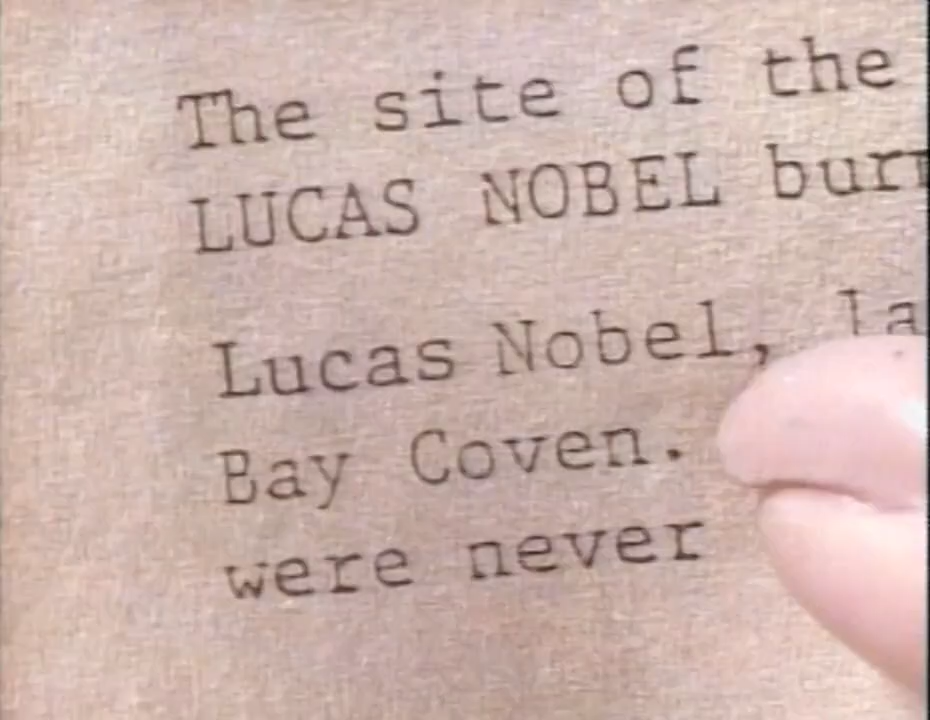 The site of the
LUCAS NOBEL
Lucas Nobel,
Bay Coven.
were never